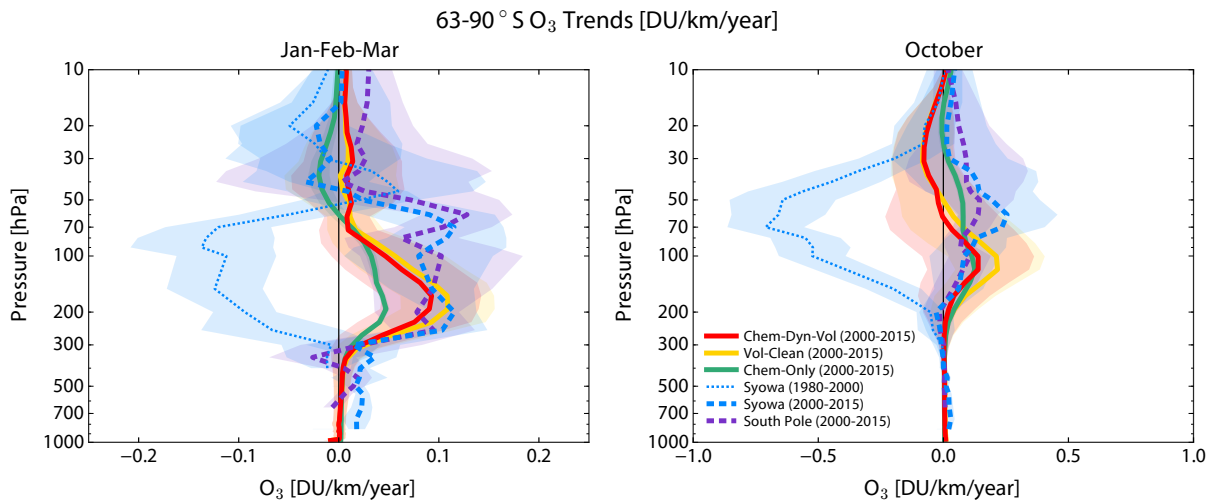 63-90°S O₃ Trends [DU/km/year]
Jan-Feb-Mar
10
20
30
50
70
100
200
300
500
700
1000
Pressure [hPa]
−0.2
−0.1
0.0
0.1
0.2
O₃ [DU/km/year]
October
10
20
30
50
70
100
200
300
500
700
1000
Pressure [hPa]
Chem-Dyn-Vol (2000-2015)
Vol-Clean (2000-2015)
Chem-Only (2000-2015)
Syowa (1980-2000)
Syowa (2000-2015)
South Pole (2000-2015)
−1.0
−0.5
0.0
0.5
1.0
O₃ [DU/km/year]